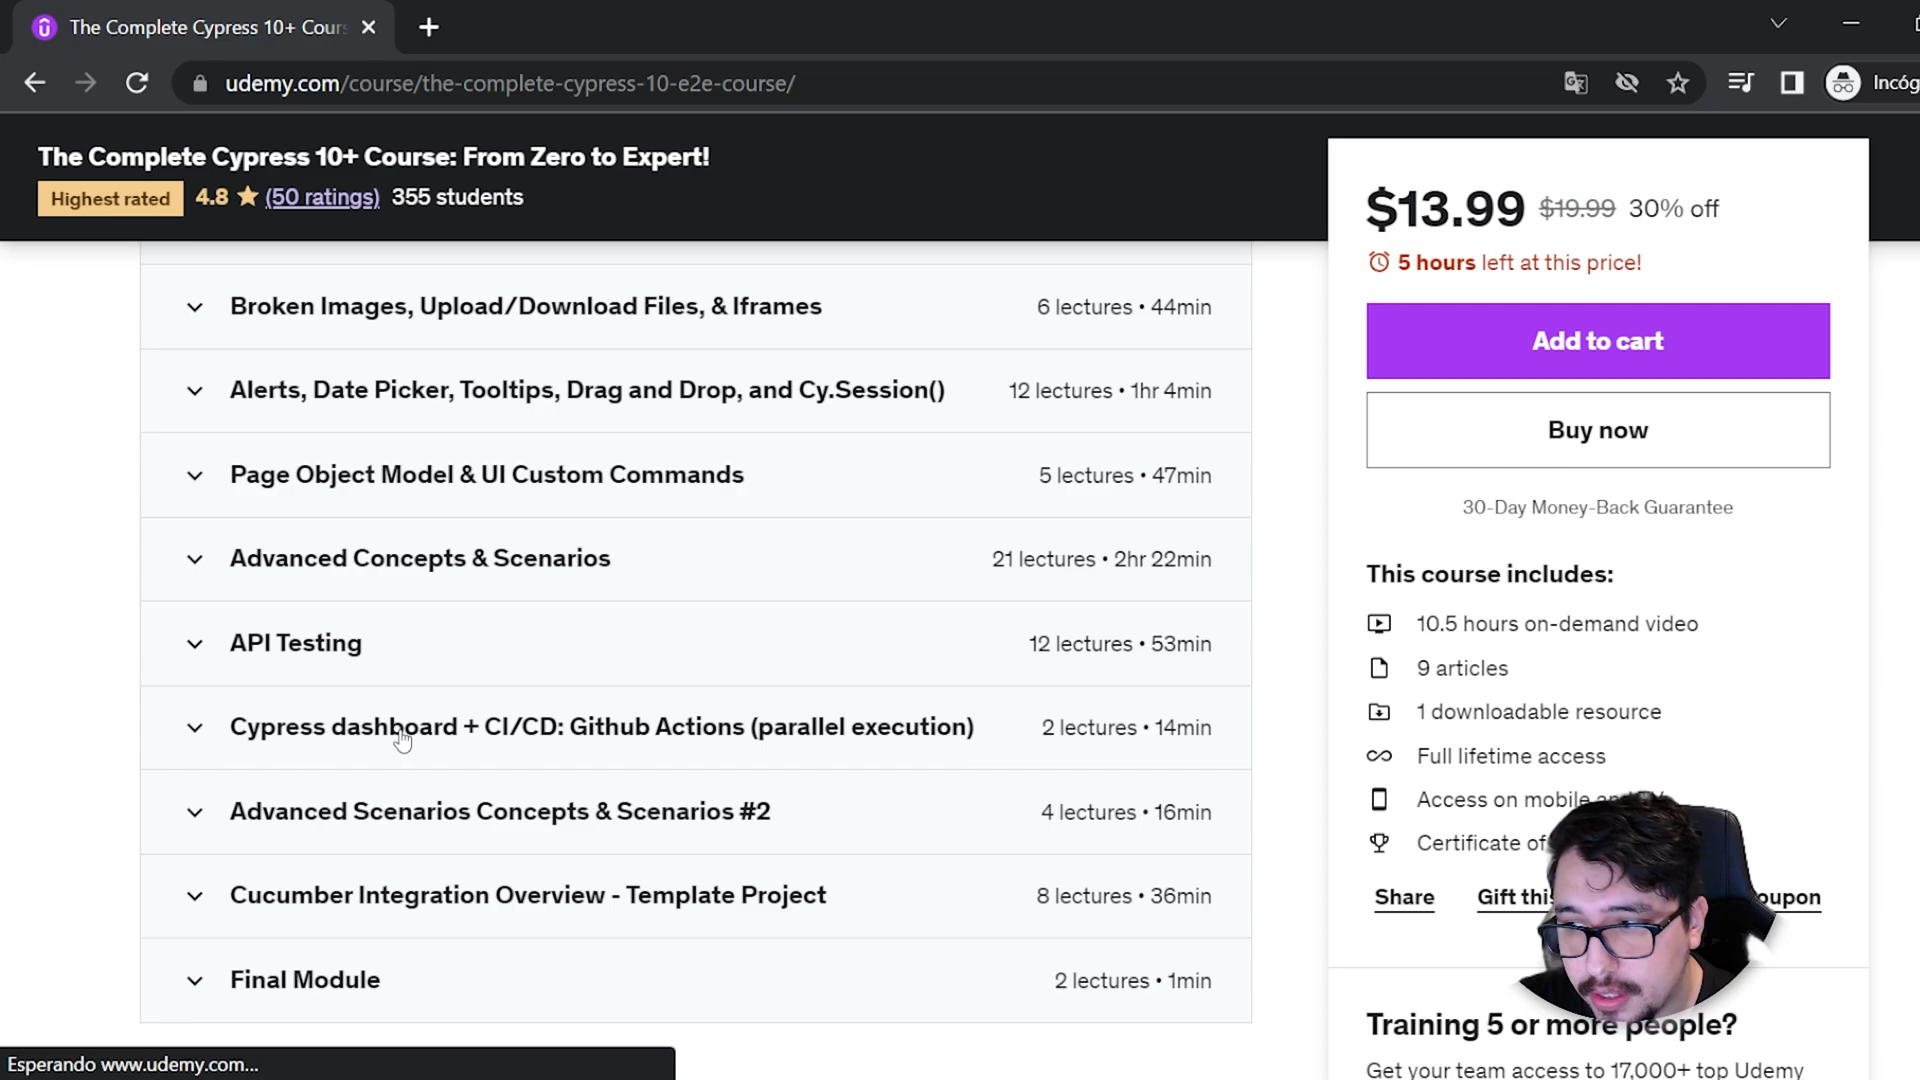 The Complete Cypress 10+ Cour
udemy.com/course/the-complete-cypress-10-e2e-course/
Incóg
The Complete Cypress 10+ Course: From Zero to Expert!
Highest rated 4.8 (50 ratings) 355 students
$13.99 $19.99 30% off
5 hours left at this price!
Add to cart
Buy now
30-Day Money-Back Guarantee
Broken Images, Upload/Download Files, & Iframes 6 lectures • 44min
Alerts, Date Picker, Tooltips, Drag and Drop, and Cy.Session() 12 lectures • 1hr 4min
Page Object Model & UI Custom Commands 5 lectures • 47min
Advanced Concepts & Scenarios 21 lectures • 2hr 22min
API Testing 12 lectures • 53min
Cypress dashboard + CI/CD: Github Actions (parallel execution) 2 lectures • 14min
Advanced Scenarios Concepts & Scenarios #2 4 lectures • 16min
Cucumber Integration Overview - Template Project 8 lectures • 36min
Final Module 2 lectures • 1min
This course includes:
10.5 hours on-demand video
9 articles
1 downloadable resource
Full lifetime access
Access on mobile
Certificate of
Share Gift this oupon
Training 5 or more people?
Get your team access to 17,000+ top Udemy
Esperando www.udemy.com...